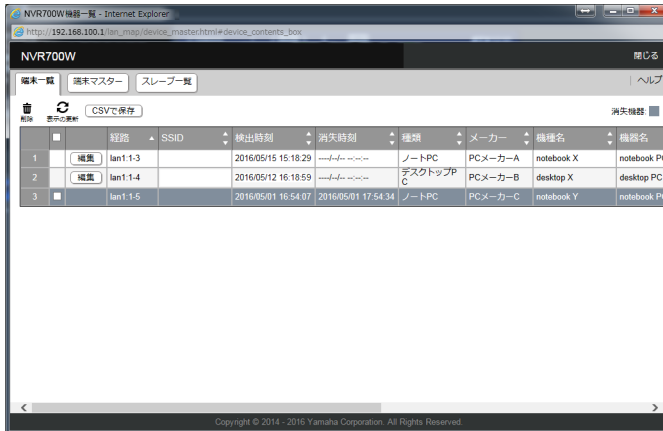 NVR700W機器一覧 - Internet Explorer
http://192.168.100.1/lan_map/device_master.html#device_contents_box
NVR700W 閉じる
端末一覧 端末マスター スレーブ一覧 ヘルプ
削除 表示の更新 CSVで保存 消失機器:
経路 SSID 検出時刻 消失時刻 種類 メーカー 機種名 機器名
1 編集 lan1:1-3 2016/05/15 15:18:29 ----/--/-- --:--:-- ノートPC PCメーカーA notebook X notebook P
2 編集 lan1:1-4 2016/05/12 16:18:59 ----/--/-- --:--:-- デスクトップP
C PCメーカーB desktop X desktop PC
3 lan1:1-5 2016/05/01 16:54:07 2016/05/01 17:54:34 ノートPC PCメーカーC notebook Y notebook P
Copyright © 2014 - 2016 Yamaha Corporation. All Rights Reserved.